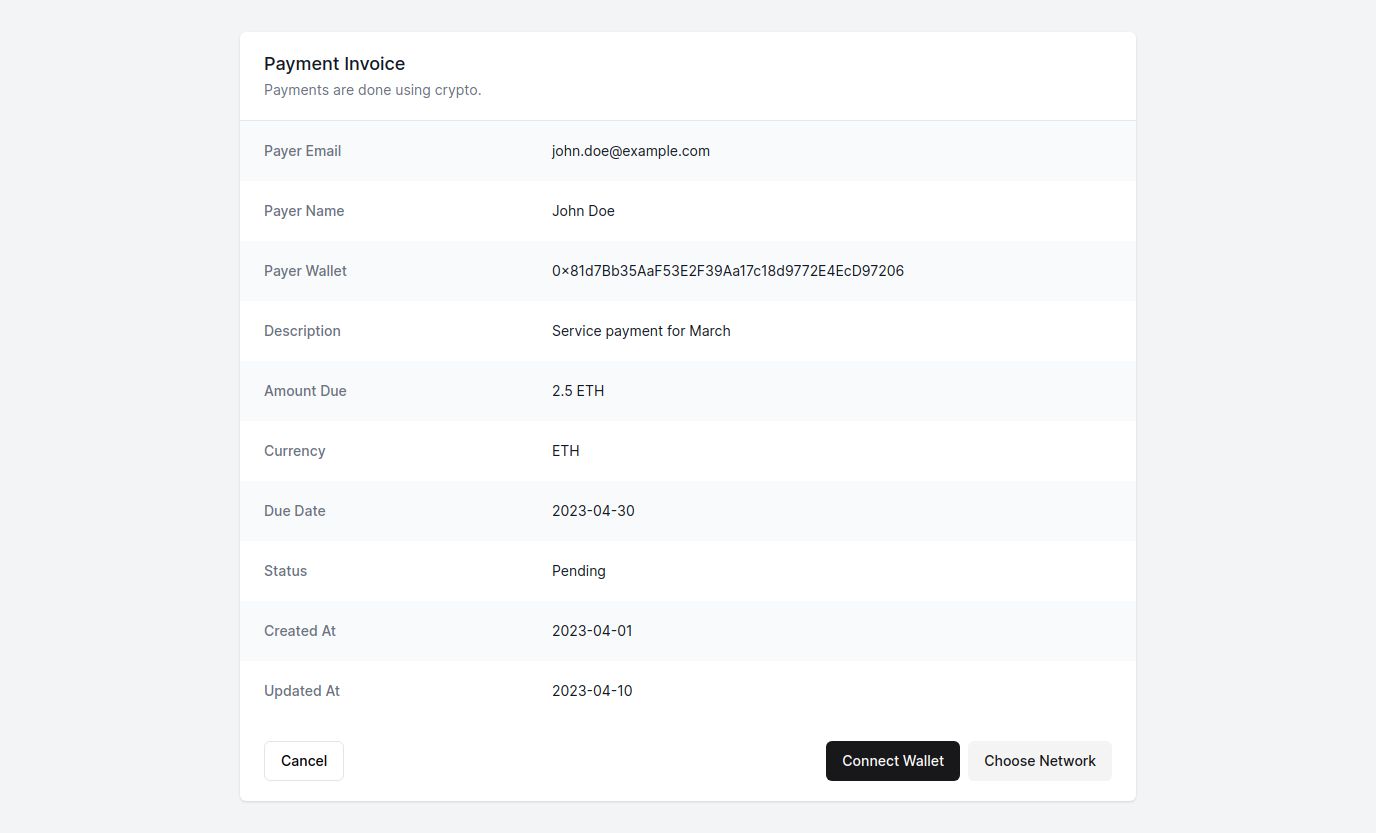 Payment Invoice
Payments are done using crypto.
Payer Email john.doe@example.com
Payer Name John Doe
Payer Wallet 0x81d7Bb35AaF53E2F39Aa17c18d9772E4EcD97206
Description Service payment for March
Amount Due 2.5 ETH
Currency ETH
Due Date 2023-04-30
Status Pending
Created At 2023-04-01
Updated At 2023-04-10
Cancel Connect Wallet Choose Network